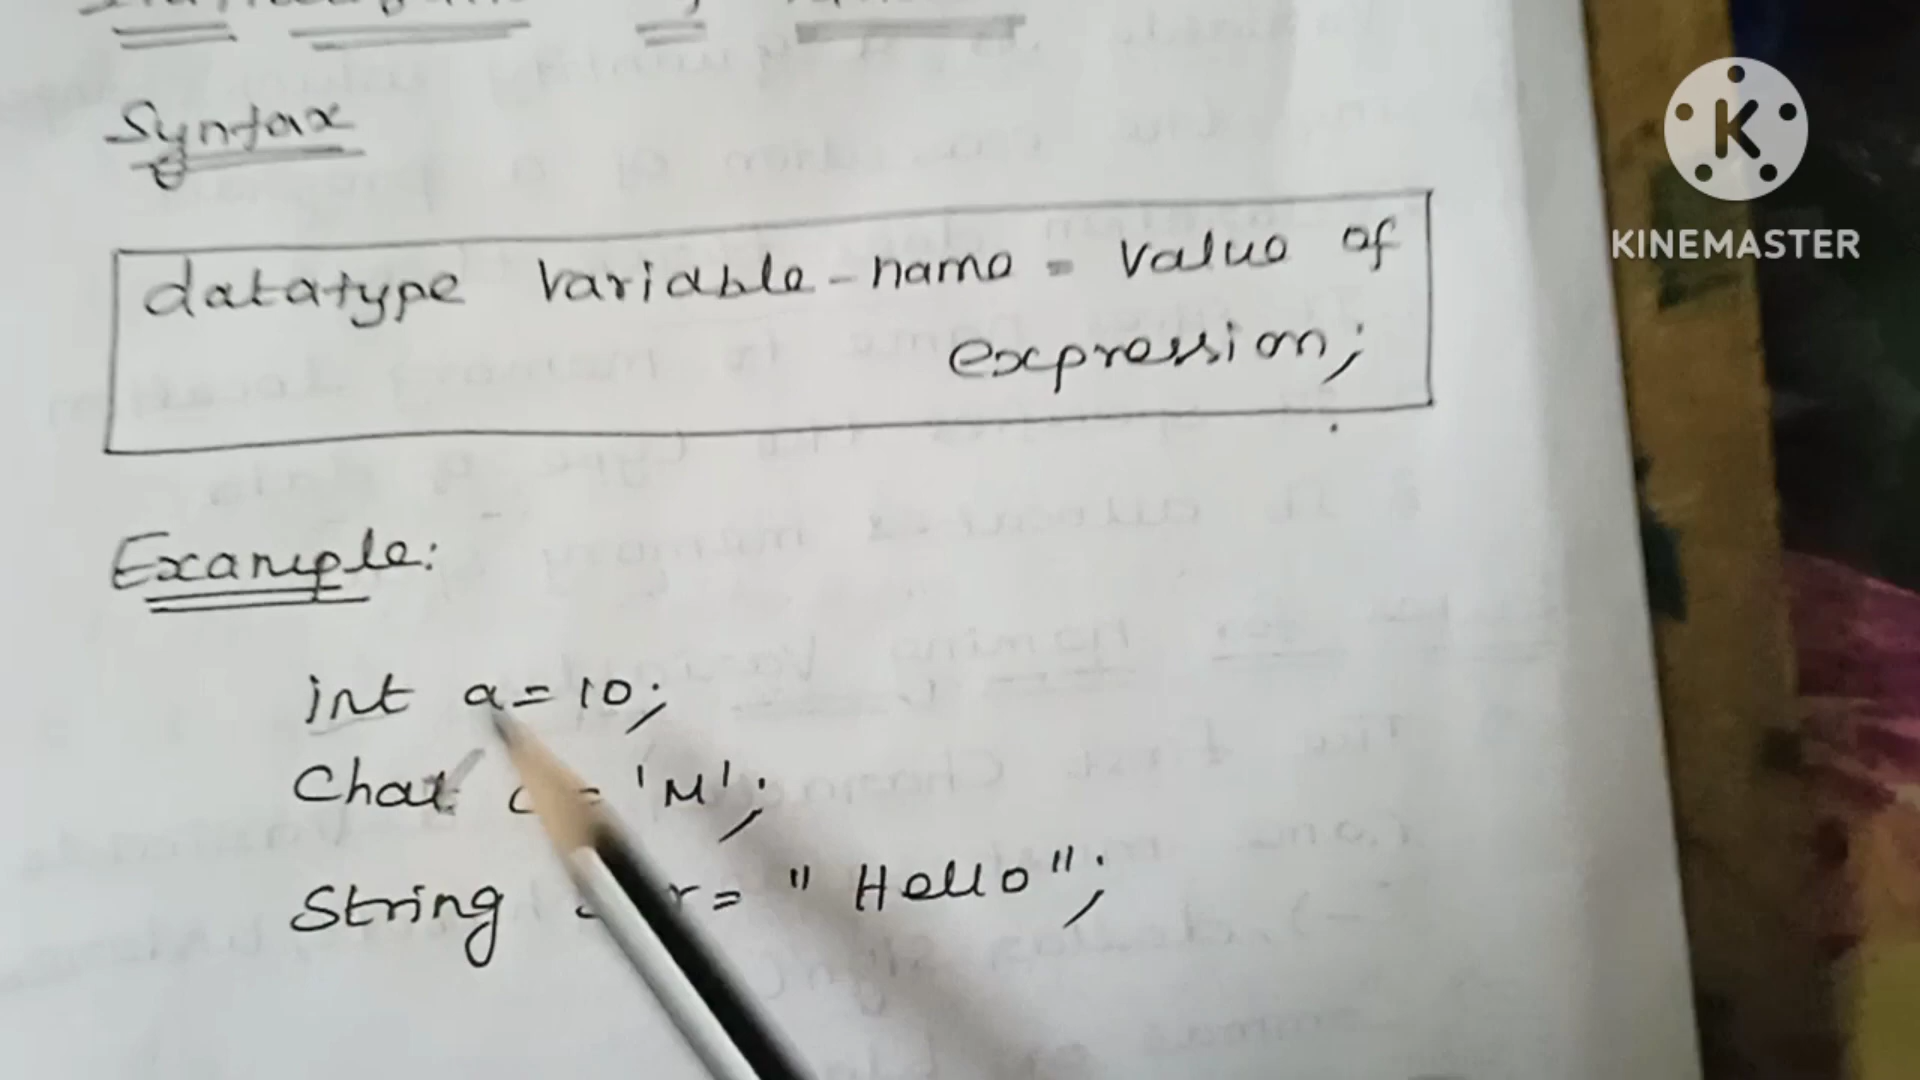 Syntax
datatype variable-name = value of
expression;
Example:
int a=10;
Char = 'M';
String = "Hello";
KINEMASTER